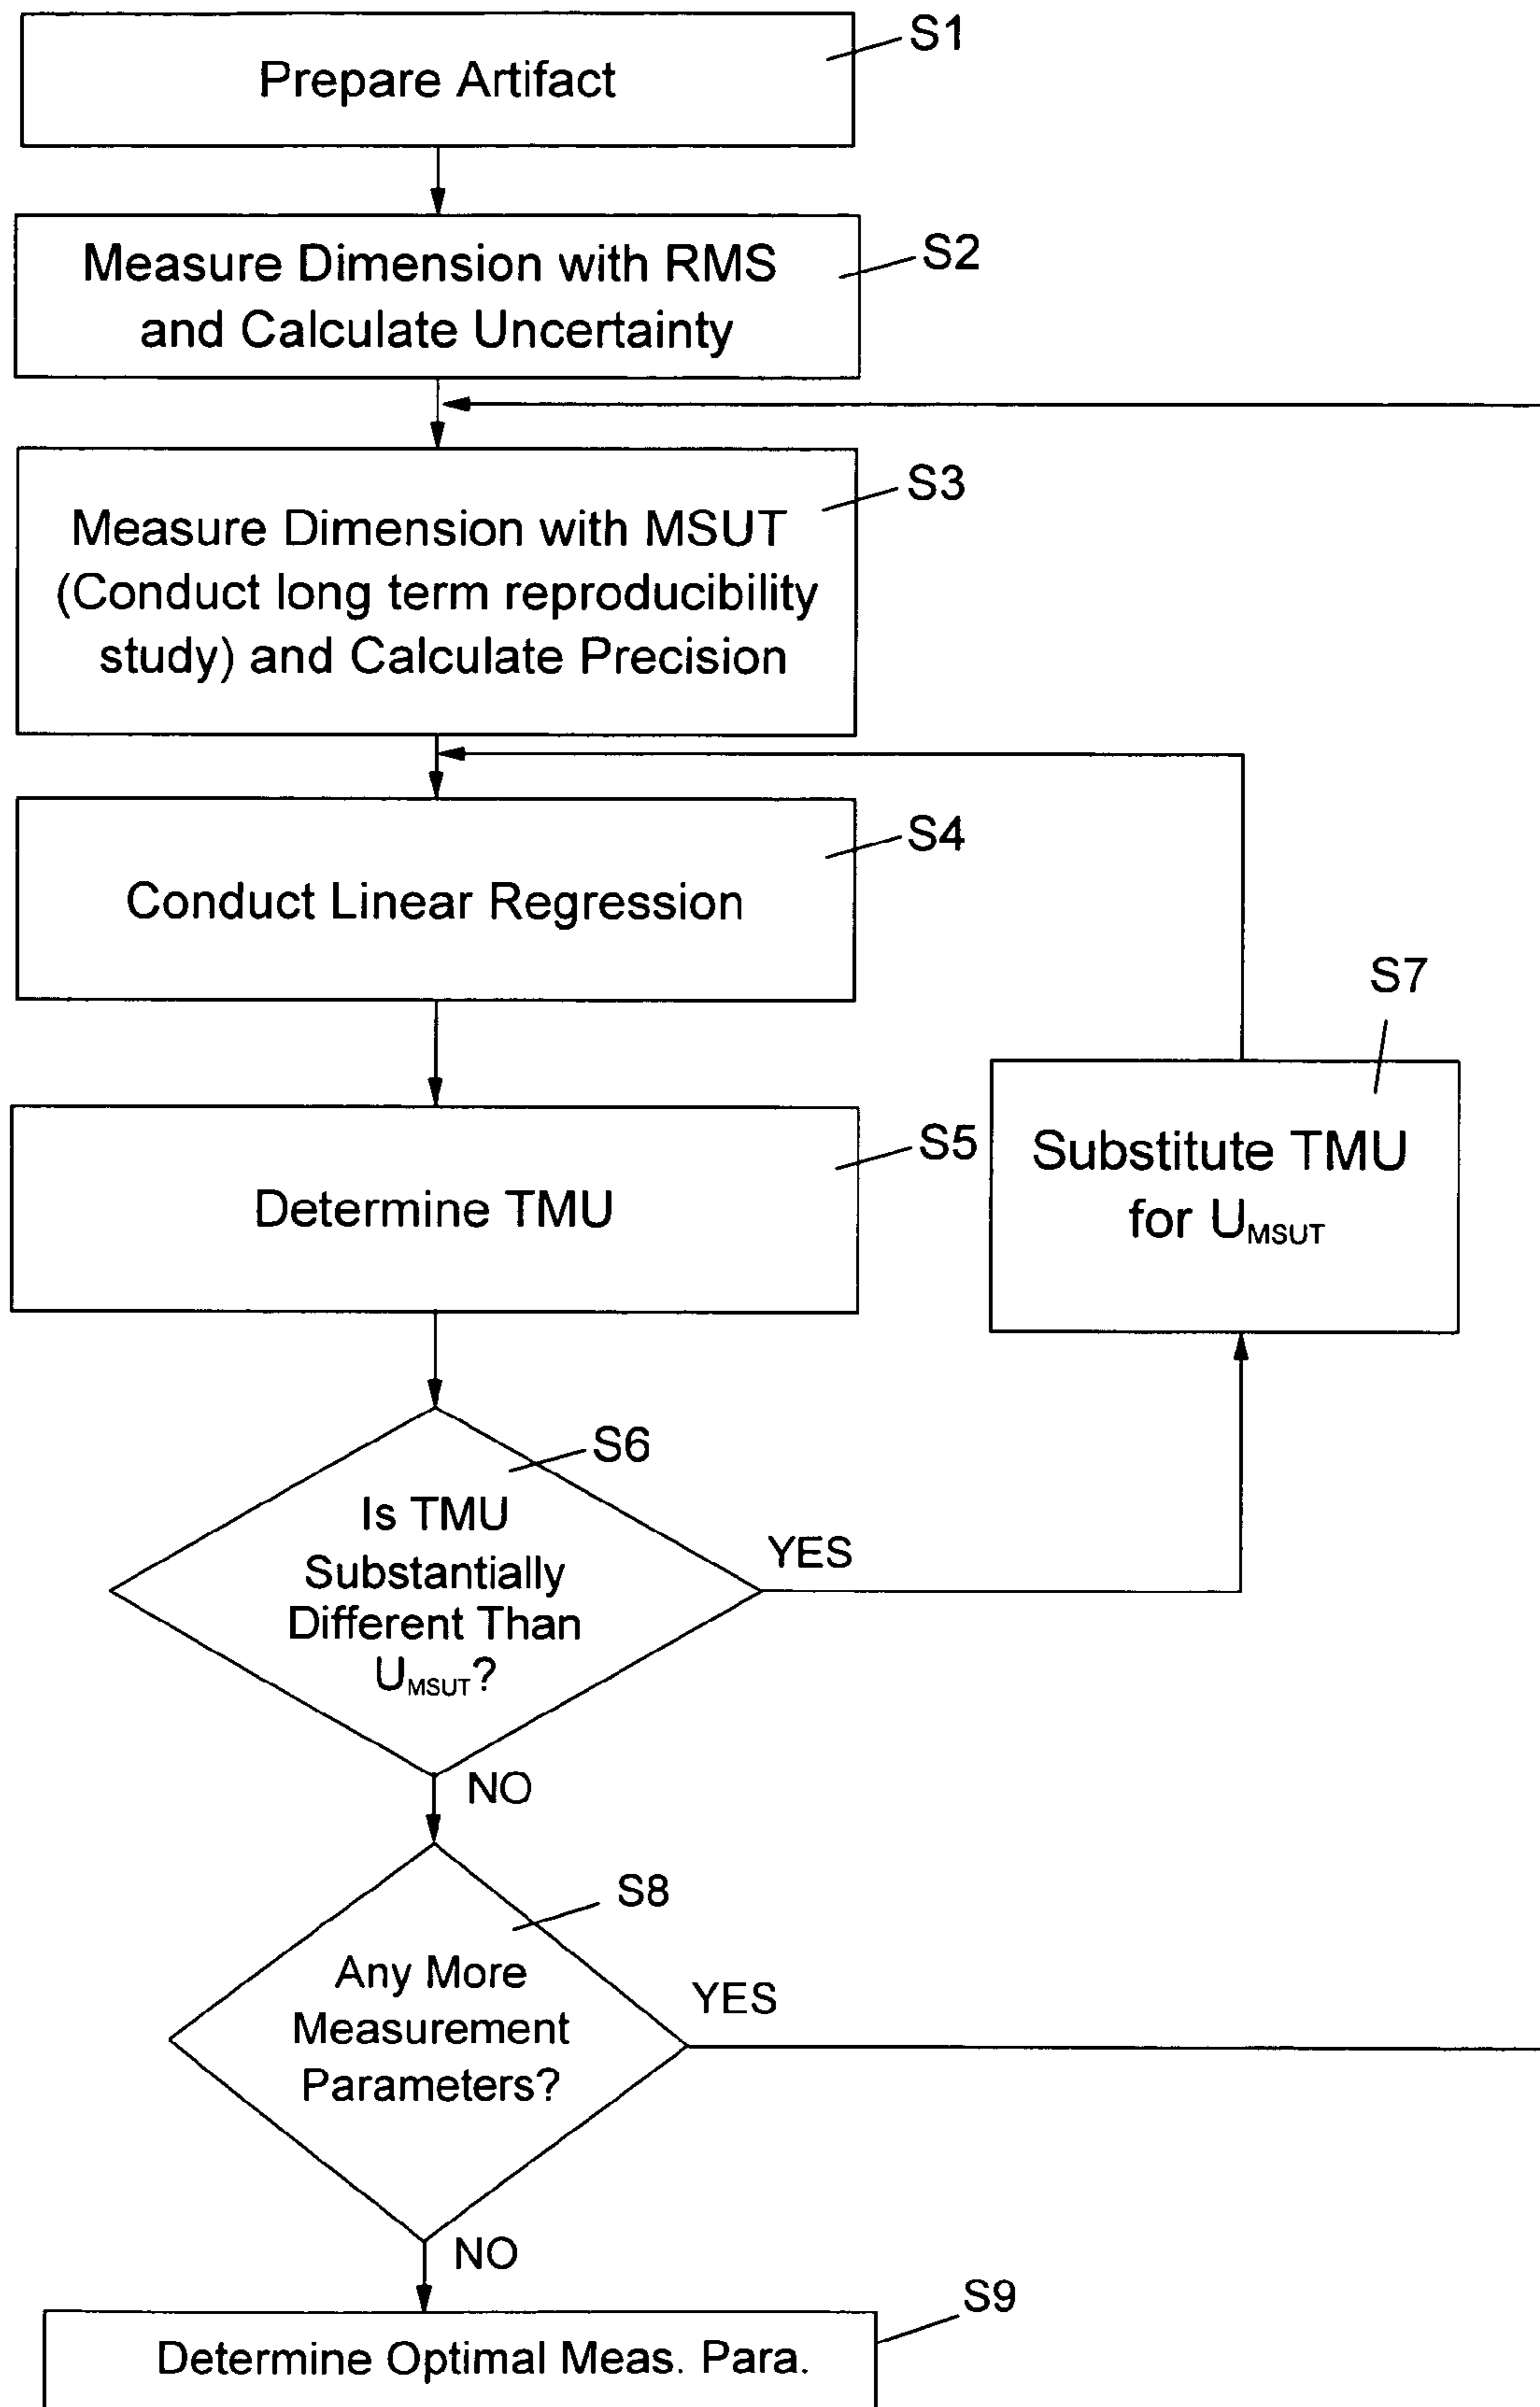 S1
Prepare Artifact
S2
Measure Dimension with RMS
and Calculate Uncertainty
S3
Measure Dimension with MSUT
(Conduct long term reproducibility
study) and Calculate Precision
S4
Conduct Linear Regression
S7
Substitute TMU
for UMSUT
S5
Determine TMU
S6
Is TMU
Substantially
Different Than
UMSUT?
YES
NO
S8
Any More
Measurement
Parameters?
YES
NO
S9
Determine Optimal Meas. Para.